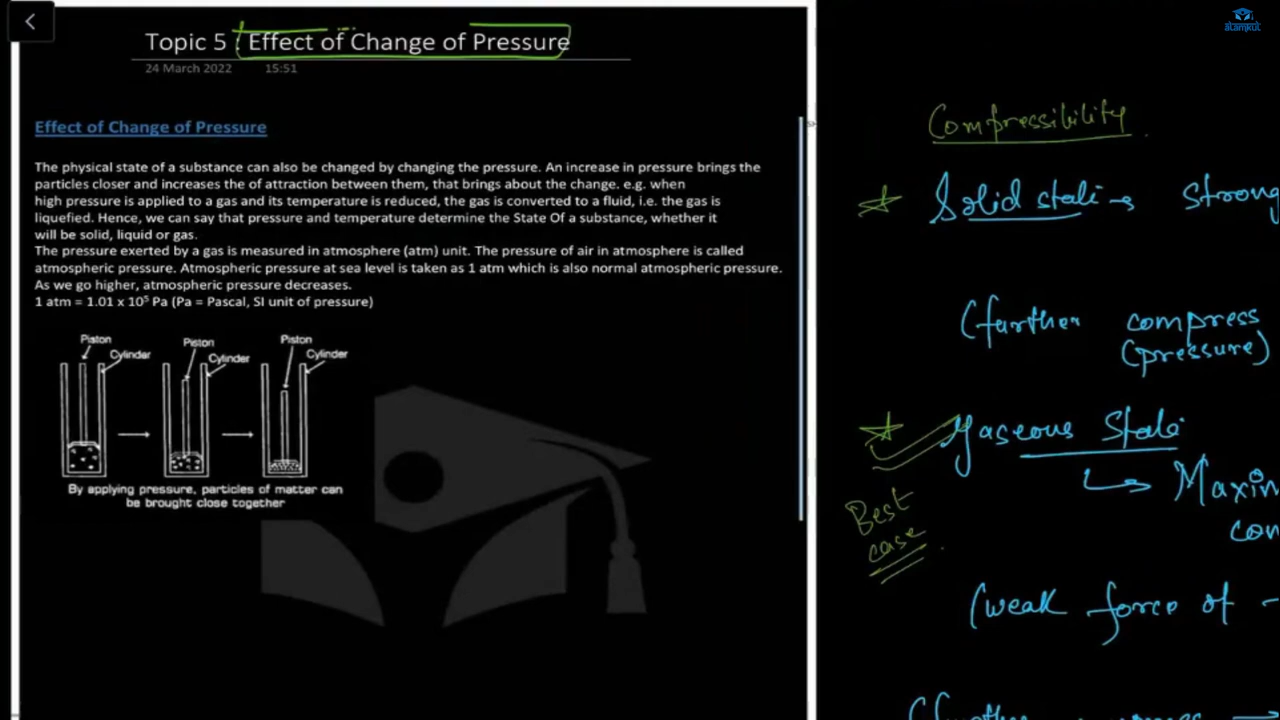 Topic 5 : Effect of Change of Pressure
24 March 2022 15:51
Effect of Change of Pressure
The physical state of a substance can also be changed by changing the pressure. An increase in pressure brings the
particles closer and increases the of attraction between them, that brings about the change. e.g. when
high pressure is applied to a gas and its temperature is reduced, the gas is converted to a fluid, i.e. the gas is
liquefied. Hence, we can say that pressure and temperature determine the State Of a substance, whether it
will be solid, liquid or gas.
The pressure exerted by a gas is measured in atmosphere (atm) unit. The pressure of air in atmosphere is called
atmospheric pressure. Atmospheric pressure at sea level is taken as 1 atm which is also normal atmospheric pressure.
As we go higher, atmospheric pressure decreases.
1 atm = 1.01 x 10⁵ Pa (Pa = Pascal, SI unit of pressure)
Piston Piston Piston
Cylinder Cylinder Cylinder
By applying pressure, particles of matter can
be brought close together
atamkul
Compressibility
Solid state → Strong
(further compress
(pressure)
Gaseous State
↳ Maxim
con
Best
case
(weak force of